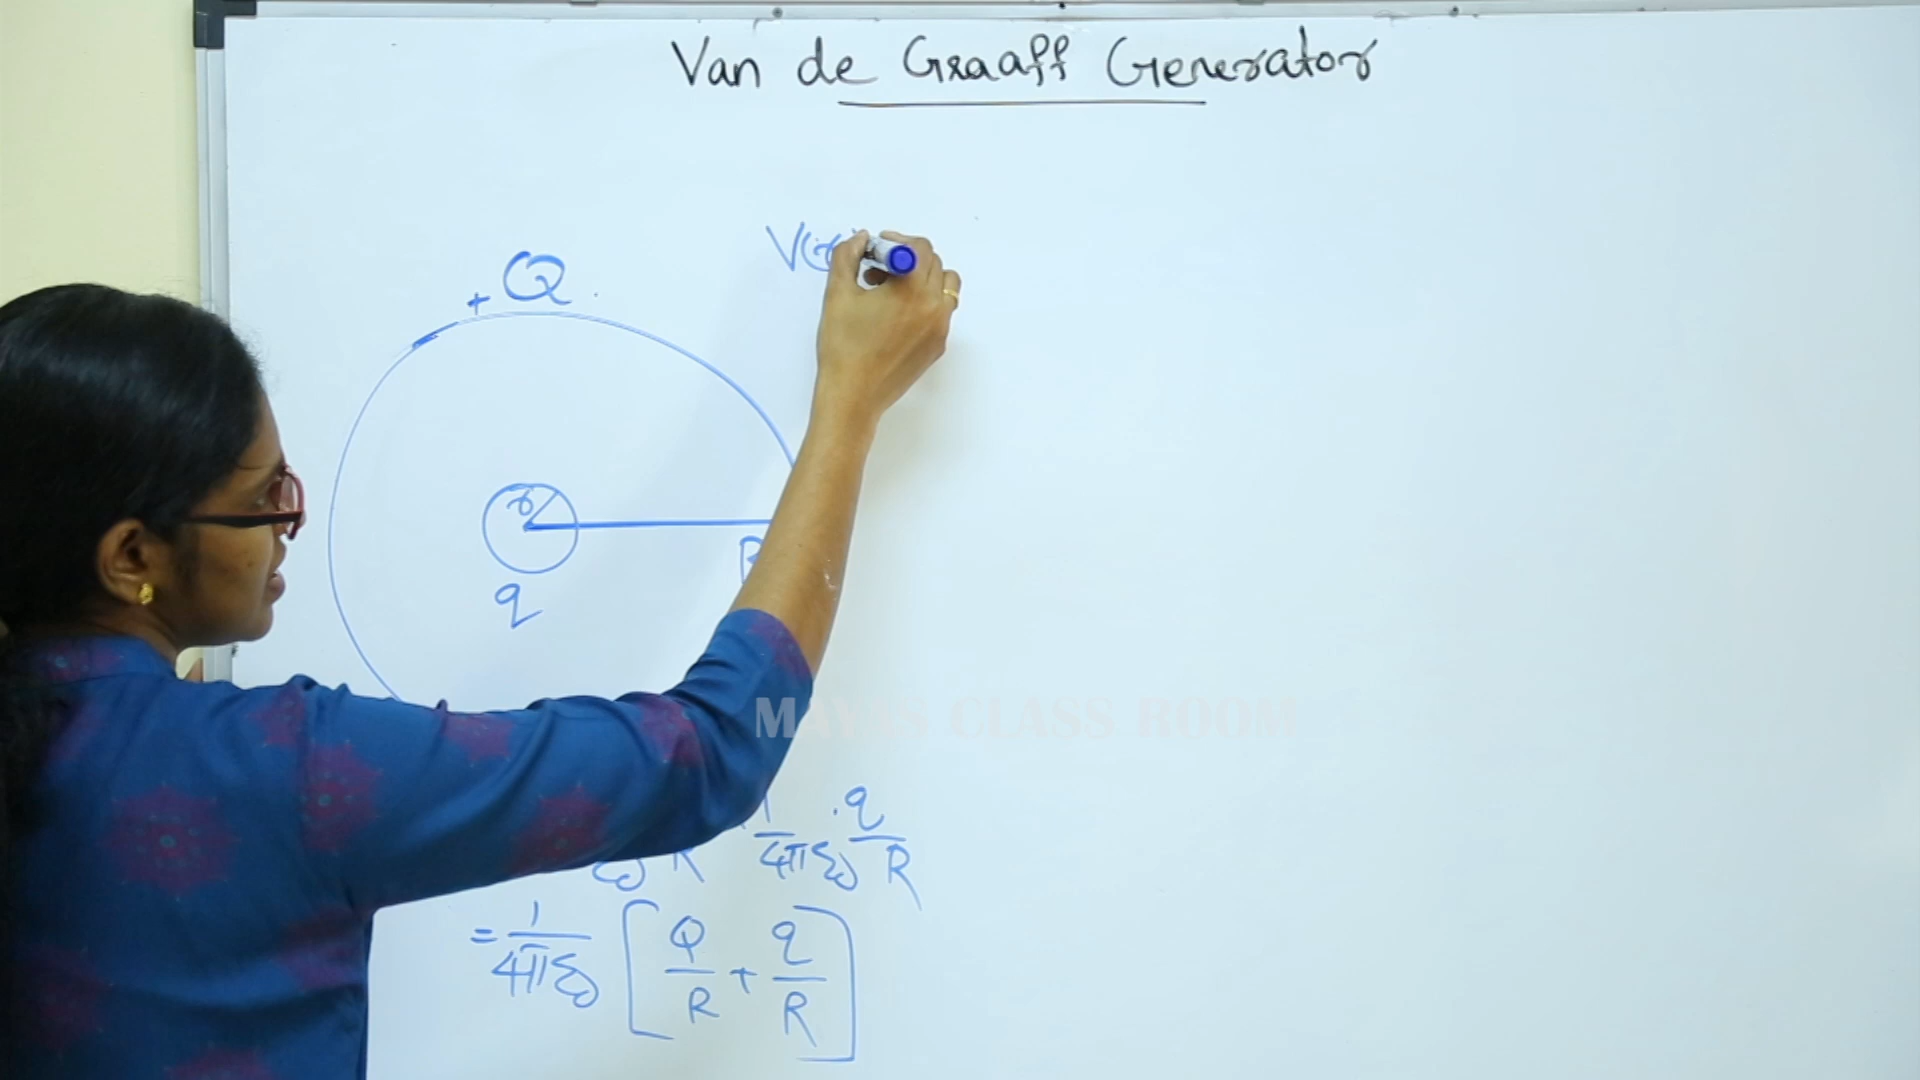 Van de Graaff Generator
+ Q
V(r)
r
R
q
1/4πε₀ · q/R
= 1/4πε₀ [ Q/R + q/R ]
MAYAS CLASS ROOM